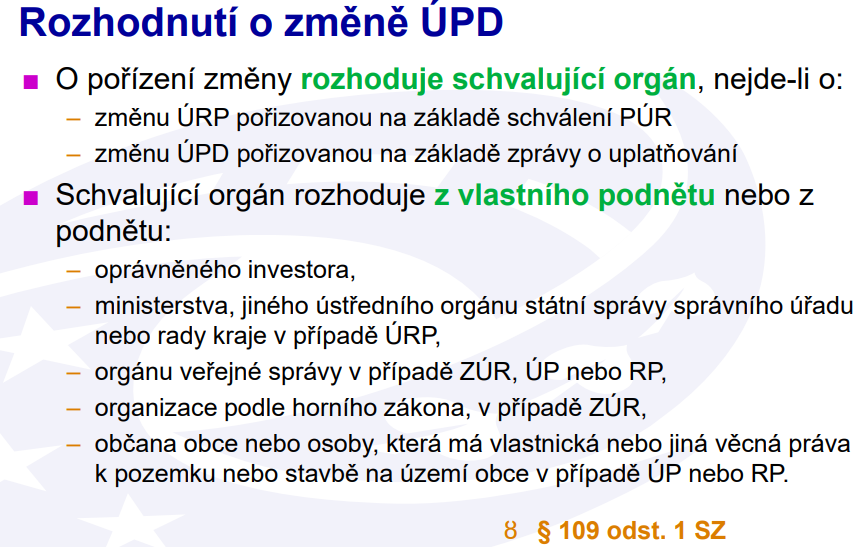 Rozhodnutí o změně ÚPD
■ O pořízení změny rozhoduje schvalující orgán, nejde-li o:
– změnu ÚRP pořizovanou na základě schválení PÚR
– změnu ÚPD pořizovanou na základě zprávy o uplatňování
■ Schvalující orgán rozhoduje z vlastního podnětu nebo z
podnětu:
– oprávněného investora,
– ministerstva, jiného ústředního orgánu státní správy správního úřadu
nebo rady kraje v případě ÚRP,
– orgánu veřejné správy v případě ZÚR, ÚP nebo RP,
– organizace podle horního zákona, v případě ZÚR,
– občana obce nebo osoby, která má vlastnická nebo jiná věcná práva
k pozemku nebo stavbě na území obce v případě ÚP nebo RP.
8 § 109 odst. 1 SZ